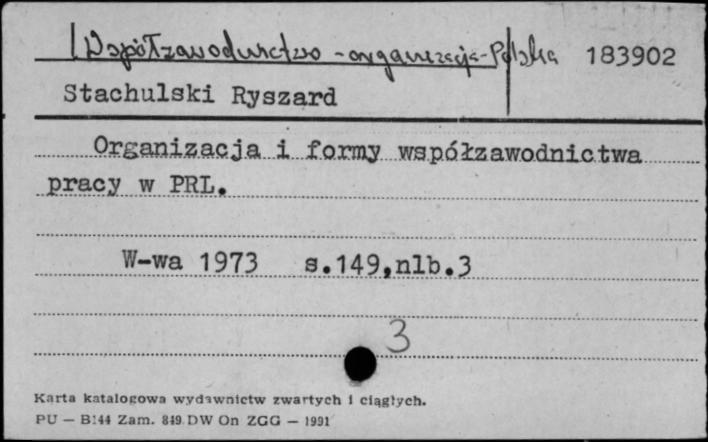 Współzawodnictwo - organizacja - Polska 183902
Stachulski Ryszard
Organizacja i formy współzawodnictwa
pracy w PRL.
W-wa 1973 s.149,nlb.3
3
Karta katalogowa wydawnictw zwartych i ciągłych.
PU — B144 Zam. 849 DW On ZGG — 1991